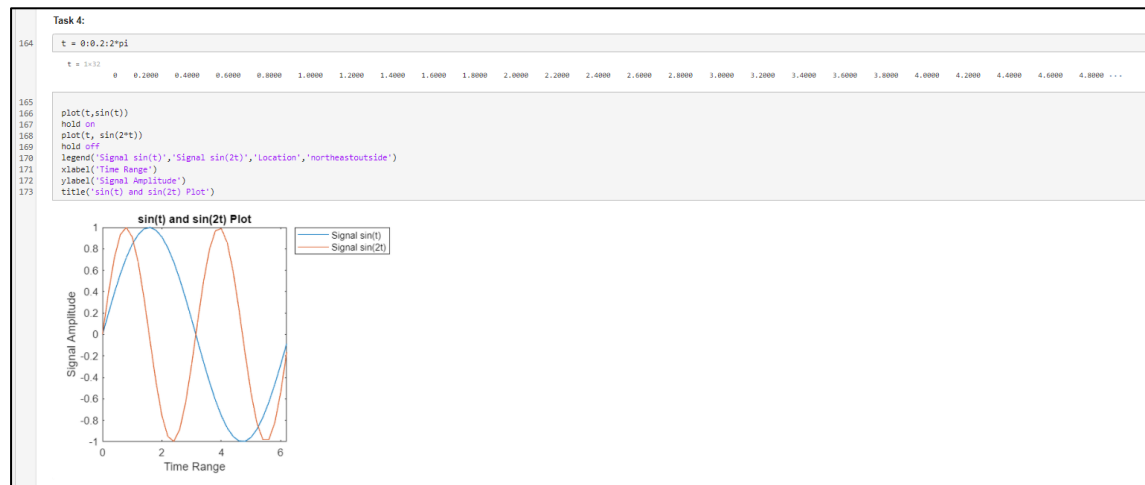 Task 4:
164 t = 0:0.2:2*pi
t = 1×32
0 0.2000 0.4000 0.6000 0.8000 1.0000 1.2000 1.4000 1.6000 1.8000 2.0000 2.2000 2.4000 2.6000 2.8000 3.0000 3.2000 3.4000 3.6000 3.8000 4.0000 4.2000 4.4000 4.6000 4.8000 ...
165
166 plot(t,sin(t))
167 hold on
168 plot(t, sin(2*t))
169 hold off
170 legend('Signal sin(t)','Signal sin(2t)','Location','northeastoutside')
171 xlabel('Time Range')
172 ylabel('Signal Amplitude')
173 title('sin(t) and sin(2t) Plot')
sin(t) and sin(2t) Plot
Signal sin(t)
Signal sin(2t)
1
0.8
0.6
0.4
0.2
0
-0.2
-0.4
-0.6
-0.8
-1
Signal Amplitude
0 2 4 6
Time Range